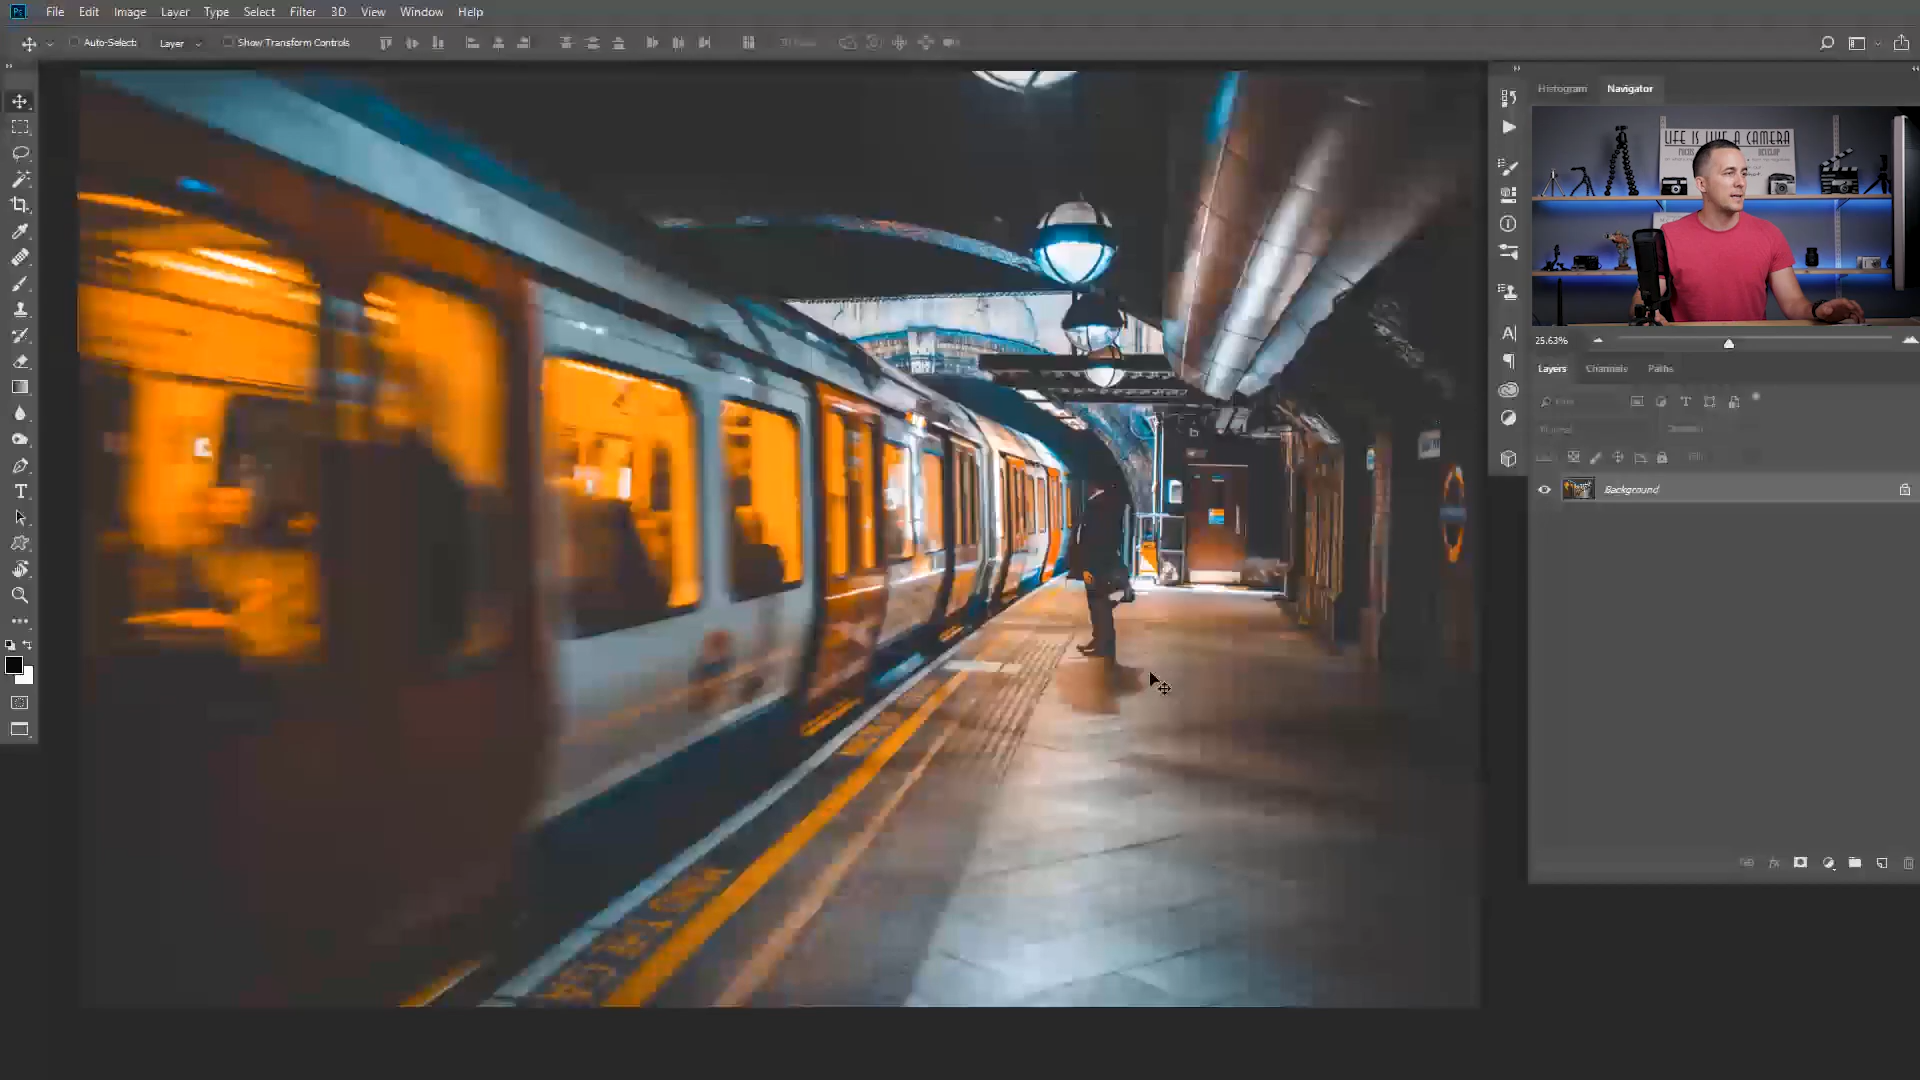 Ps File Edit Image Layer Type Select Filter 3D View Window Help
Auto-Select: Layer Show Transform Controls
Histogram Navigator
LIFE IS LIKE A CAMERA
25.63%
Layers Channels Paths
Background